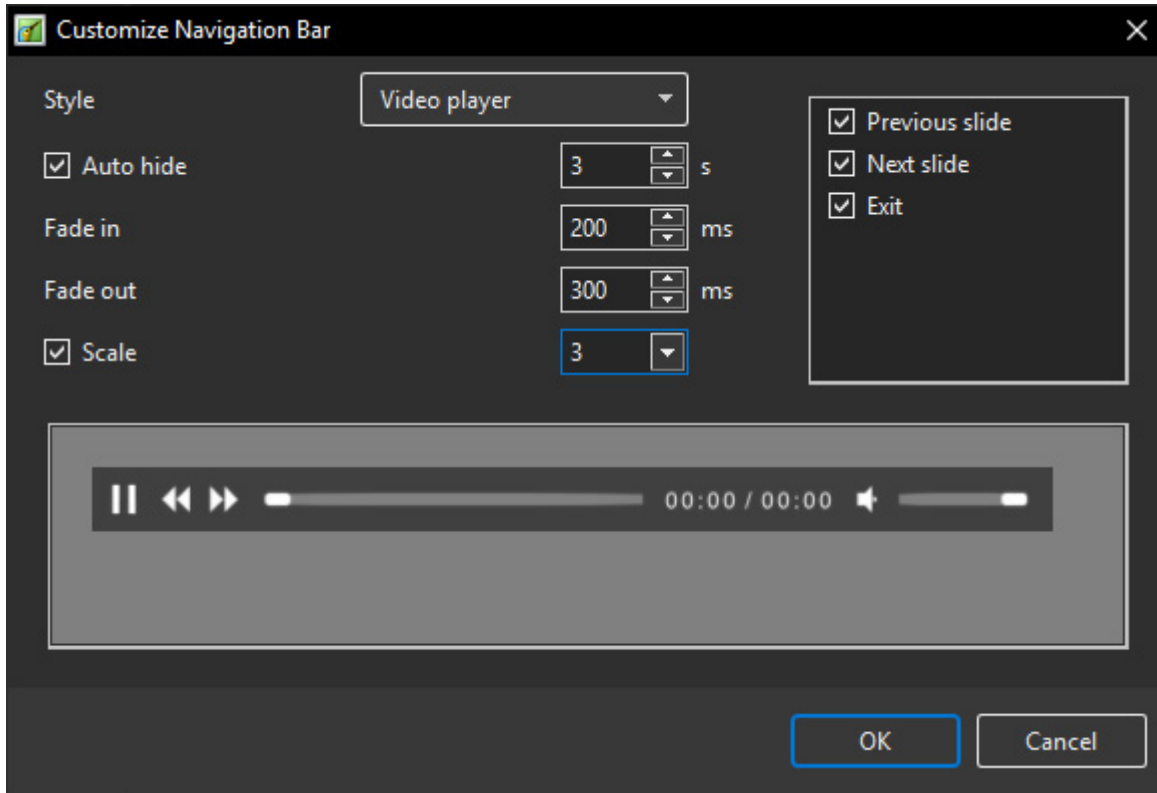 Customize Navigation Bar
Style Video player
Previous slide
Auto hide 3 s
Next slide
Exit
Fade in 200 ms
Fade out 300 ms
Scale 3
00:00 / 00:00
OK Cancel